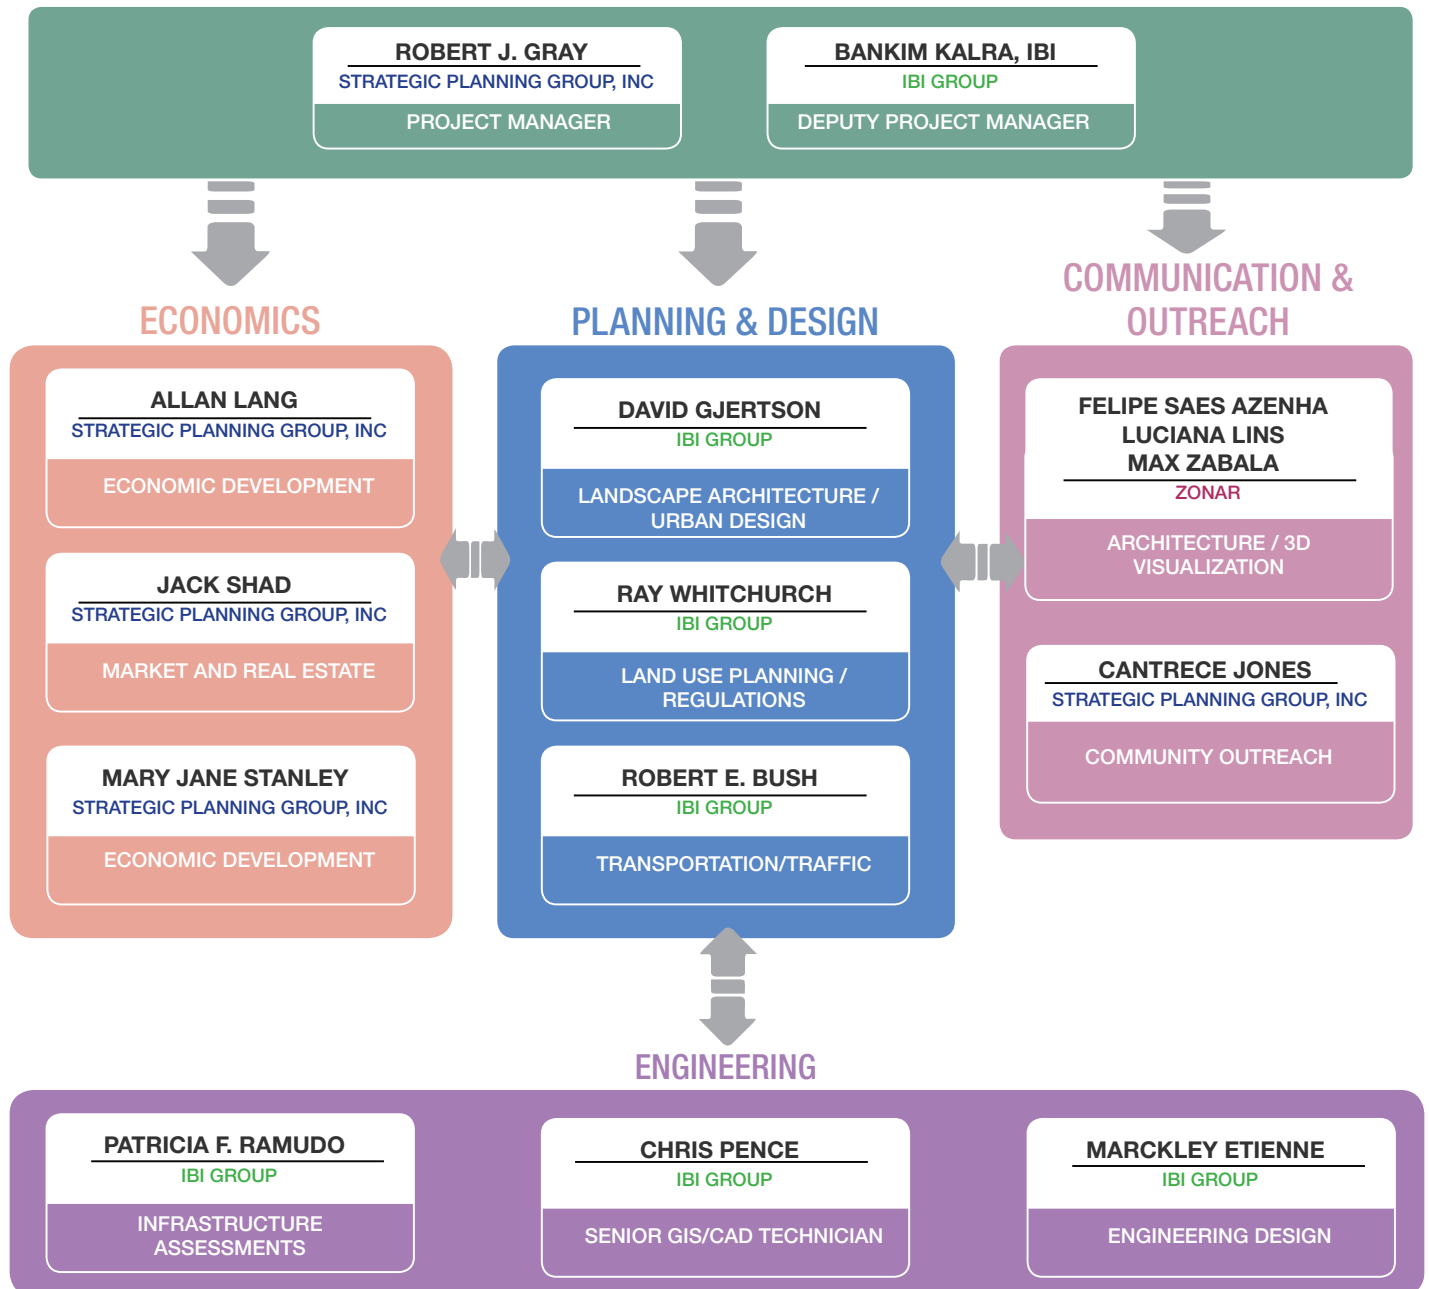 ROBERT J. GRAY
STRATEGIC PLANNING GROUP, INC
PROJECT MANAGER
BANKIM KALRA, IBI
IBI GROUP
DEPUTY PROJECT MANAGER
ECONOMICS
ALLAN LANG
STRATEGIC PLANNING GROUP, INC
ECONOMIC DEVELOPMENT
JACK SHAD
STRATEGIC PLANNING GROUP, INC
MARKET AND REAL ESTATE
MARY JANE STANLEY
STRATEGIC PLANNING GROUP, INC
ECONOMIC DEVELOPMENT
PLANNING & DESIGN
DAVID GJERTSON
IBI GROUP
LANDSCAPE ARCHITECTURE /
URBAN DESIGN
RAY WHITCHURCH
IBI GROUP
LAND USE PLANNING /
REGULATIONS
ROBERT E. BUSH
IBI GROUP
TRANSPORTATION/TRAFFIC
COMMUNICATION &
OUTREACH
FELIPE SAES AZENHA
LUCIANA LINS
MAX ZABALA
ZONAR
ARCHITECTURE / 3D
VISUALIZATION
CANTRECE JONES
STRATEGIC PLANNING GROUP, INC
COMMUNITY OUTREACH
ENGINEERING
PATRICIA F. RAMUDO
IBI GROUP
INFRASTRUCTURE
ASSESSMENTS
CHRIS PENCE
IBI GROUP
SENIOR GIS/CAD TECHNICIAN
MARCKLEY ETIENNE
IBI GROUP
ENGINEERING DESIGN